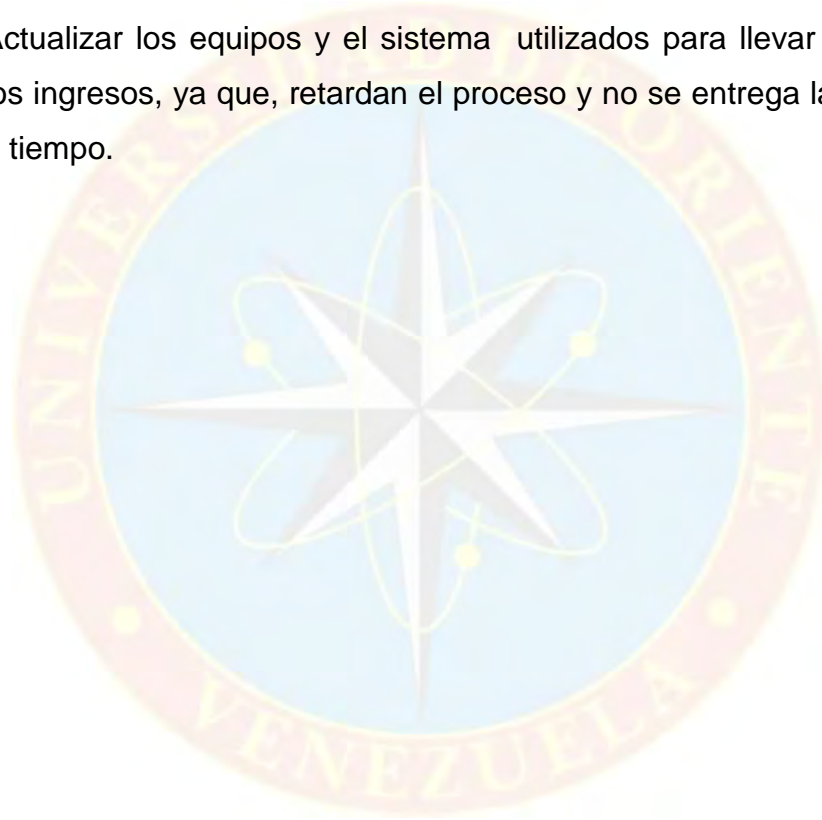 Actualizar los equipos y el sistema utilizados para llevar
os ingresos, ya que, retardan el proceso y no se entrega la
tiempo.
UNIVERSIDAD DE ORIENTE
VENEZUELA